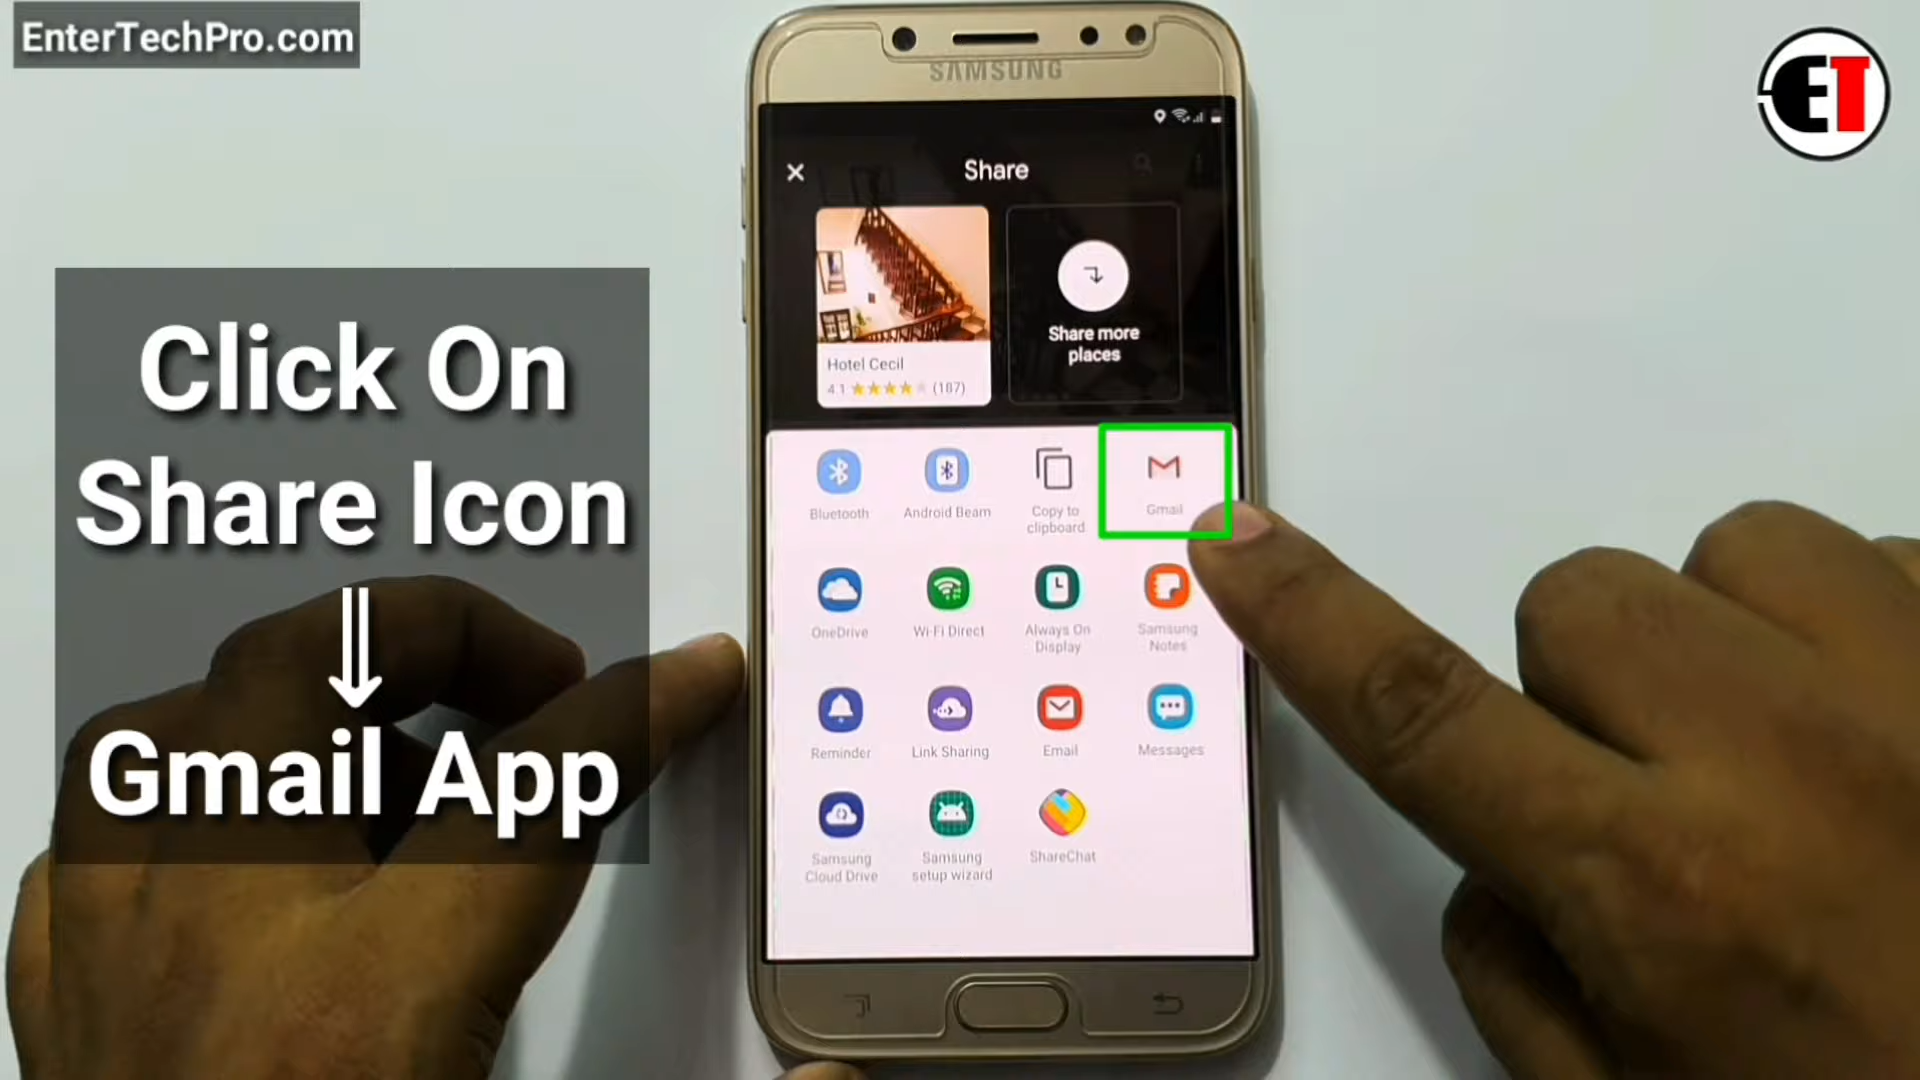 EnterTechPro.com
ET
SAMSUNG
Share
Hotel Cecil
4.1 (187)
Share more
places
Click On
Share Icon
Gmail App
Bluetooth
Android Beam
Copy to
clipboard
Gmail
OneDrive
Wi-Fi Direct
Always On
Display
Samsung
Notes
Reminder
Link Sharing
Email
Messages
Samsung
Cloud Drive
Samsung
setup wizard
ShareChat